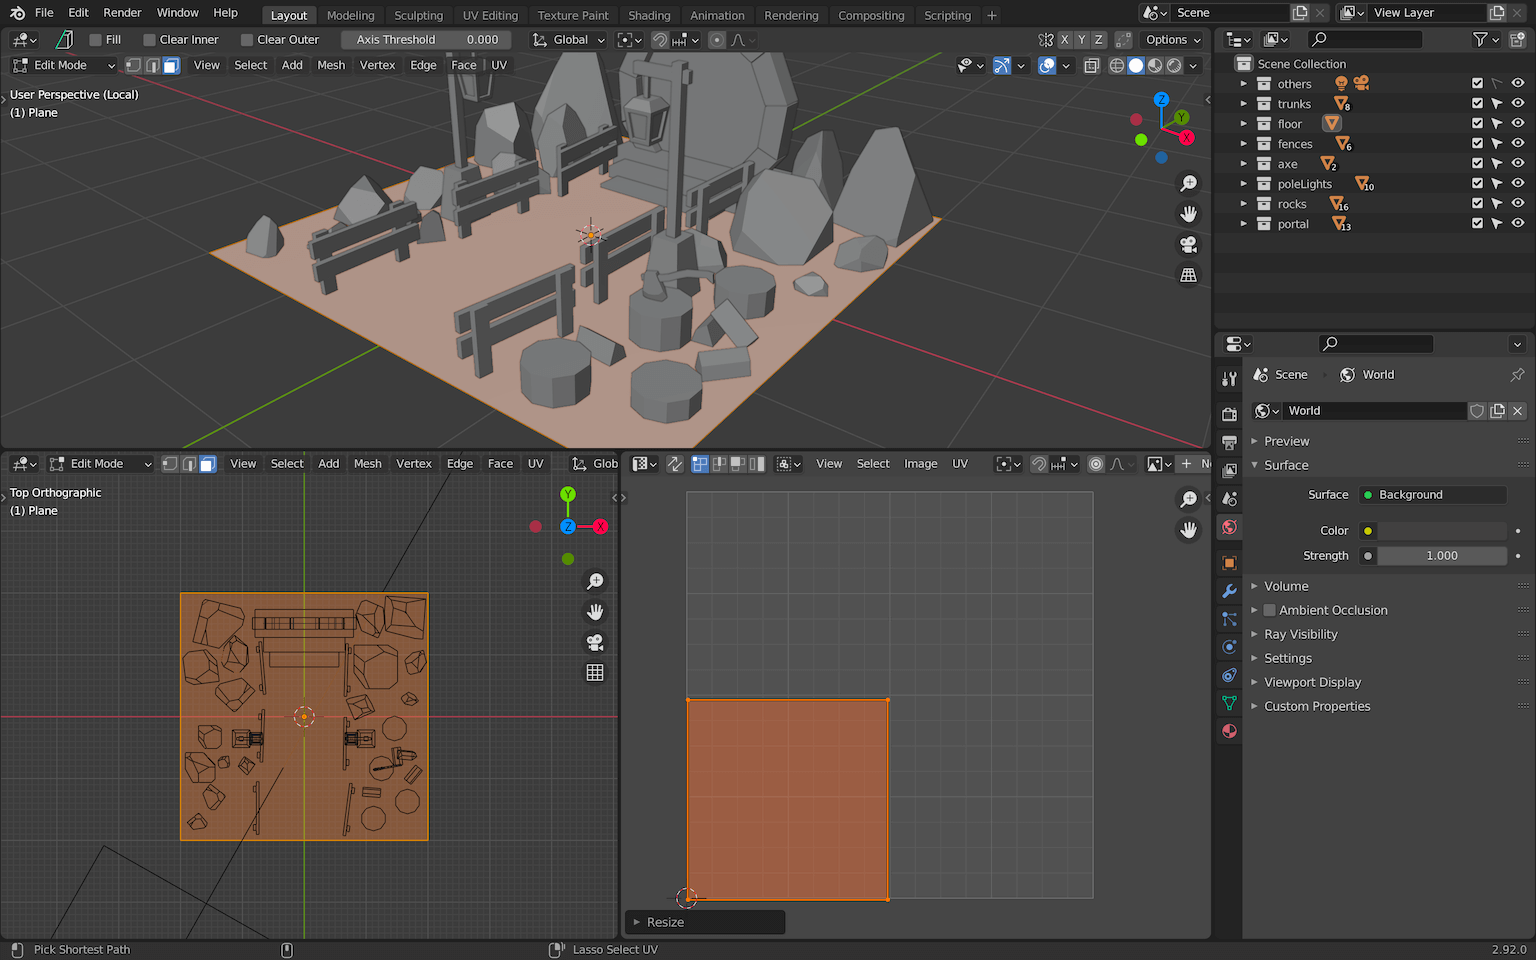 File Edit Render Window Help Layout Modeling Sculpting UV Editing Texture Paint Shading Animation Rendering Compositing Scripting + Scene View Layer
Fill Clear Inner Clear Outer Axis Threshold 0.000 Global X Y Z Options
Edit Mode View Select Add Mesh Vertex Edge Face UV
User Perspective (Local)
(1) Plane
Z
Y
X
Scene Collection
others
trunks 8
floor
fences 6
axe 2
poleLights 10
rocks 16
portal 13
Scene World
World
Preview
Surface
Surface Background
Color
Strength 1.000
Volume
Ambient Occlusion
Ray Visibility
Settings
Viewport Display
Custom Properties
Edit Mode View Select Add Mesh Vertex Edge Face UV Glob
Top Orthographic
(1) Plane
Y
Z X
View Select Image UV + N
Resize
Pick Shortest Path Lasso Select UV 2.92.0